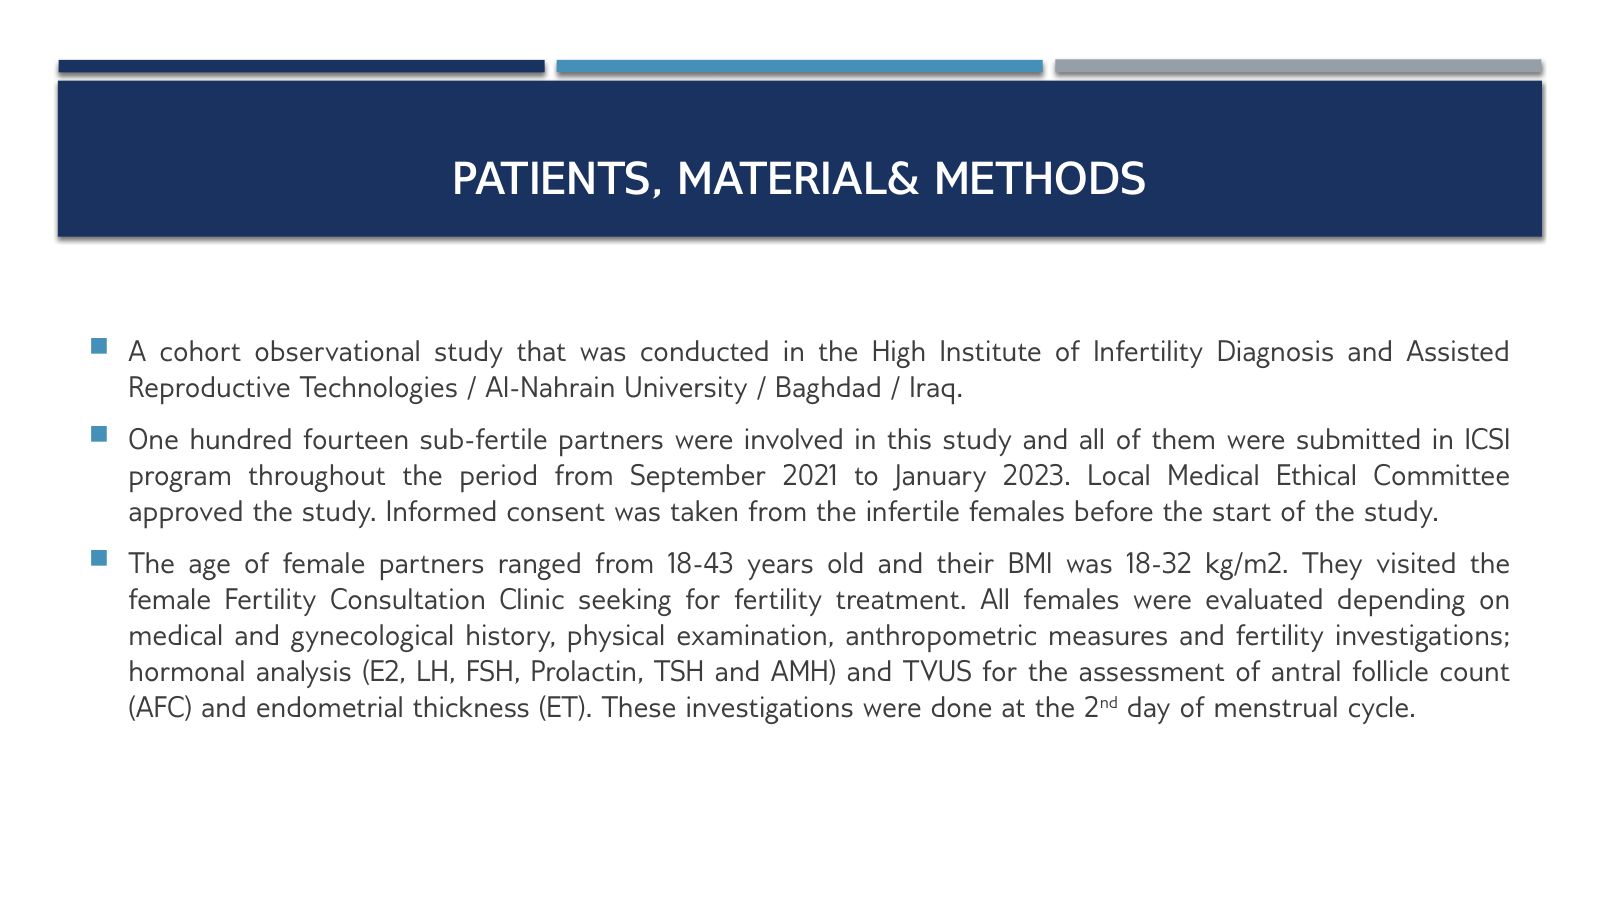 PATIENTS, MATERIAL& METHODS
A cohort observational study that was conducted in the High Institute of Infertility Diagnosis and Assisted
Reproductive Technologies / Al-Nahrain University / Baghdad / Iraq.
One hundred fourteen sub-fertile partners were involved in this study and all of them were submitted in ICSI
program throughout the period from September 2021 to January 2023. Local Medical Ethical Committee
approved the study. Informed consent was taken from the infertile females before the start of the study.
The age of female partners ranged from 18-43 years old and their BMI was 18-32 kg/m2. They visited the
female Fertility Consultation Clinic seeking for fertility treatment. All females were evaluated depending on
medical and gynecological history, physical examination, anthropometric measures and fertility investigations;
hormonal analysis (E2, LH, FSH, Prolactin, TSH and AMH) and TVUS for the assessment of antral follicle count
(AFC) and endometrial thickness (ET). These investigations were done at the 2nd day of menstrual cycle.